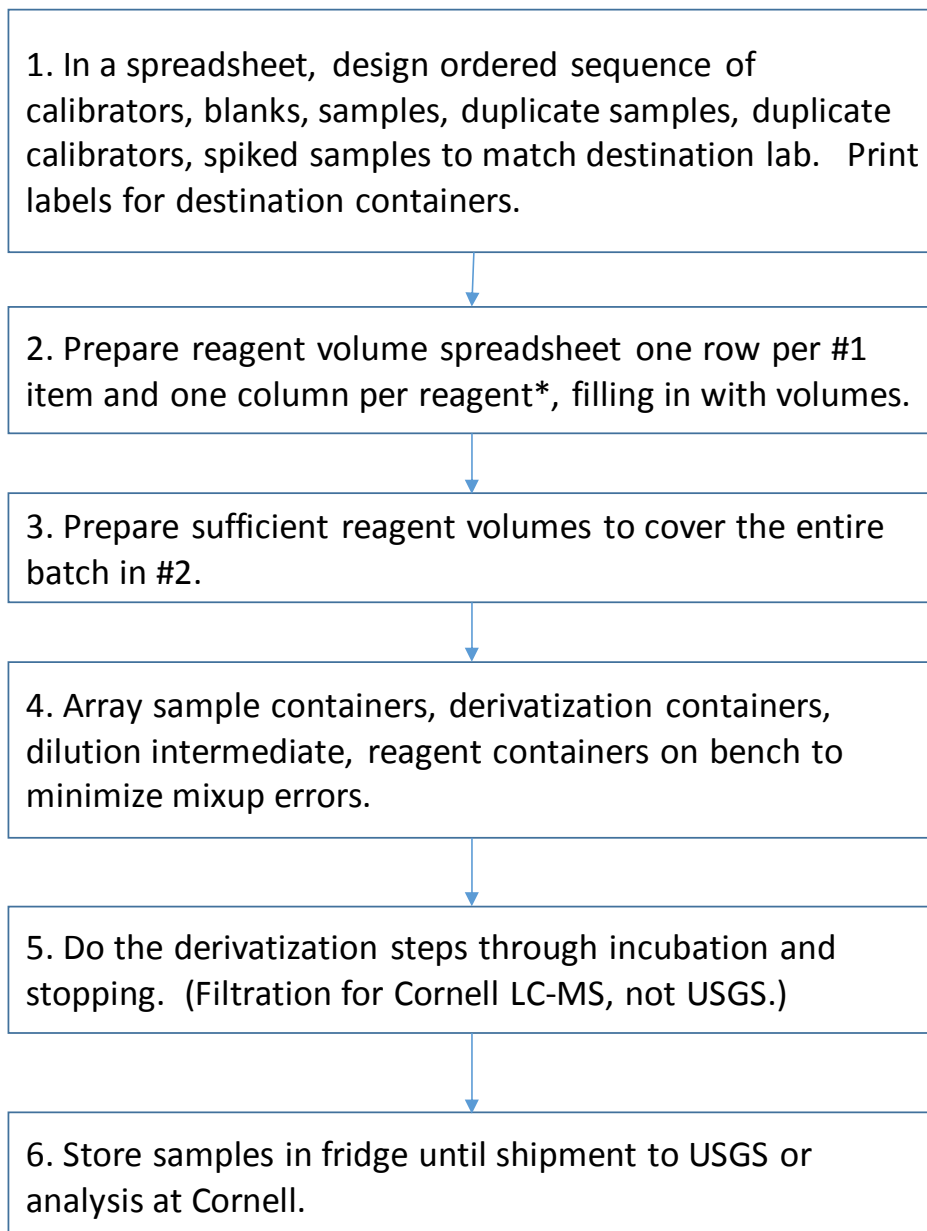 1. In a spreadsheet, design ordered sequence of
calibrators, blanks, samples, duplicate samples, duplicate
calibrators, spiked samples to match destination lab. Print
labels for destination containers.
2. Prepare reagent volume spreadsheet one row per #1
item and one column per reagent*, filling in with volumes.
3. Prepare sufficient reagent volumes to cover the entire
batch in #2.
4. Array sample containers, derivatization containers,
dilution intermediate, reagent containers on bench to
minimize mixup errors.
5. Do the derivatization steps through incubation and
stopping. (Filtration for Cornell LC-MS, not USGS.)
6. Store samples in fridge until shipment to USGS or
analysis at Cornell.